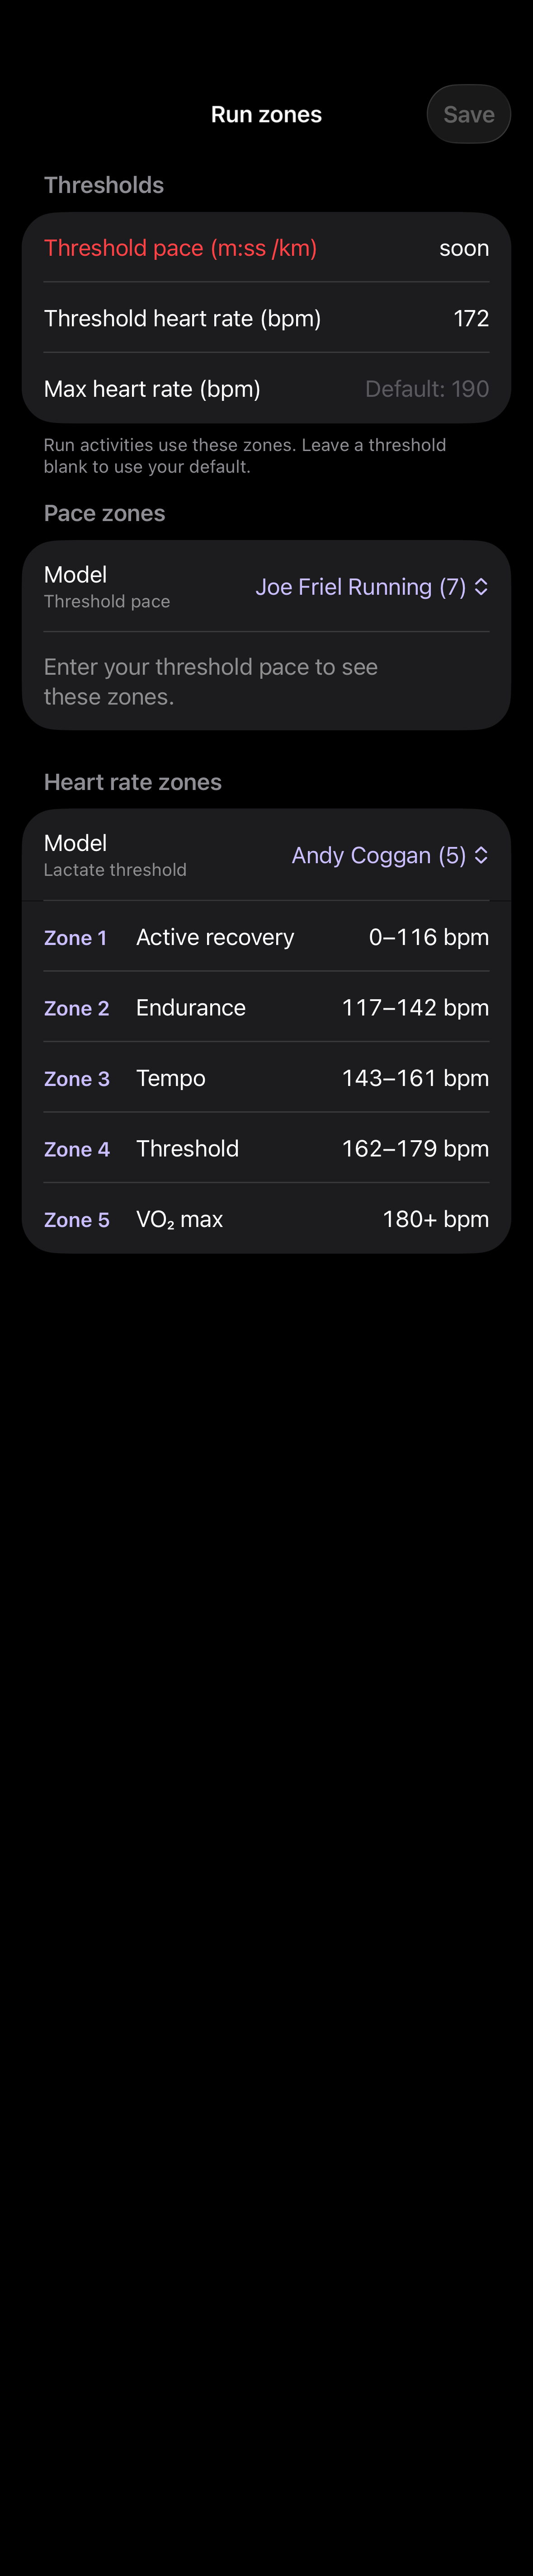 Run zones
Save
Thresholds
Threshold pace (m:ss /km)
soon
Threshold heart rate (bpm)
172
Max heart rate (bpm)
Default: 190
Run activities use these zones. Leave a threshold
blank to use your default.
Pace zones
Model
Threshold pace
Joe Friel Running (7)
Enter your threshold pace to see
these zones.
Heart rate zones
Model
Lactate threshold
Andy Coggan (5)
Zone 1 Active recovery 0–116 bpm
Zone 2 Endurance 117–142 bpm
Zone 3 Tempo 143–161 bpm
Zone 4 Threshold 162–179 bpm
Zone 5 VO₂ max 180+ bpm